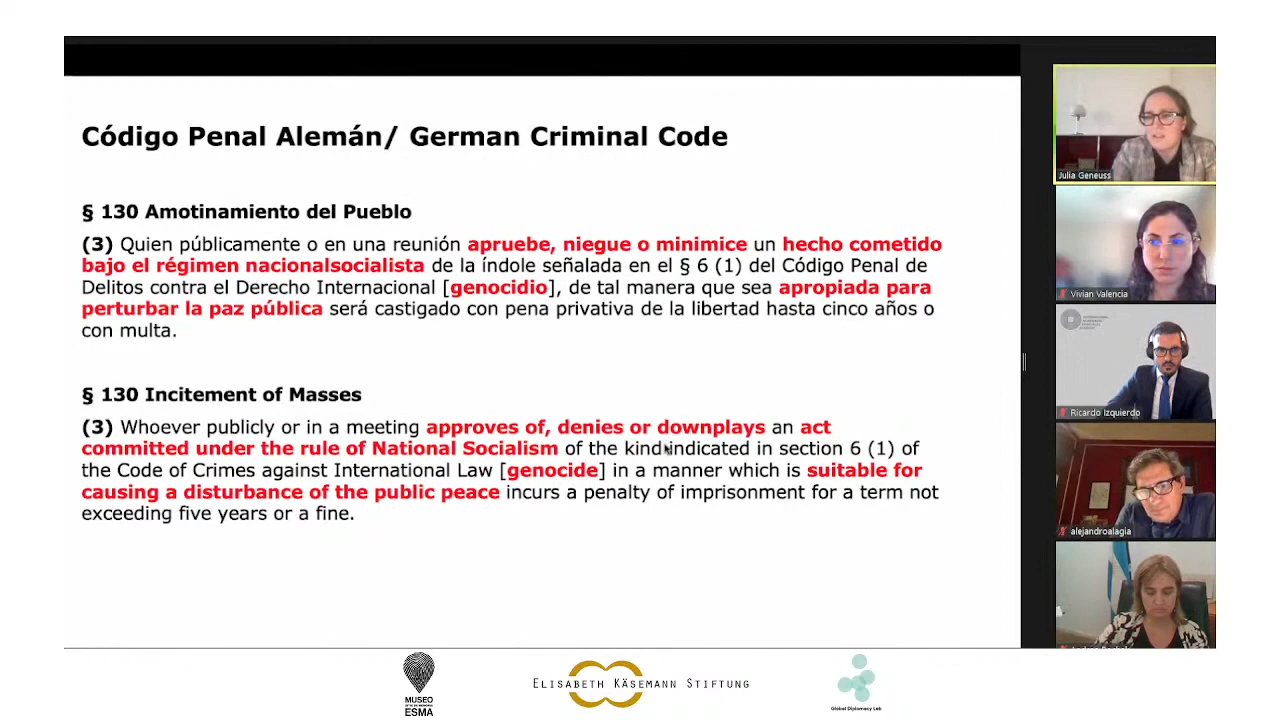 Código Penal Alemán/ German Criminal Code
§ 130 Amotinamiento del Pueblo
(3) Quien públicamente o en una reunión apruebe, niegue o minimice un hecho cometido
bajo el régimen nacionalsocialista de la índole señalada en el § 6 (1) del Código Penal de
Delitos contra el Derecho Internacional [genocidio], de tal manera que sea apropiada para
perturbar la paz pública será castigado con pena privativa de la libertad hasta cinco años o
con multa.
§ 130 Incitement of Masses
(3) Whoever publicly or in a meeting approves of, denies or downplays an act
committed under the rule of National Socialism of the kind indicated in section 6 (1) of
the Code of Crimes against International Law [genocide] in a manner which is suitable for
causing a disturbance of the public peace incurs a penalty of imprisonment for a term not
exceeding five years or a fine.
Julia Geneuss
Vivian Valencia
Ricardo Izquierdo
alejandroalagia
MUSEO
ESMA
ELISABETH KÄSEMANN STIFTUNG
Global Diplomacy Lab